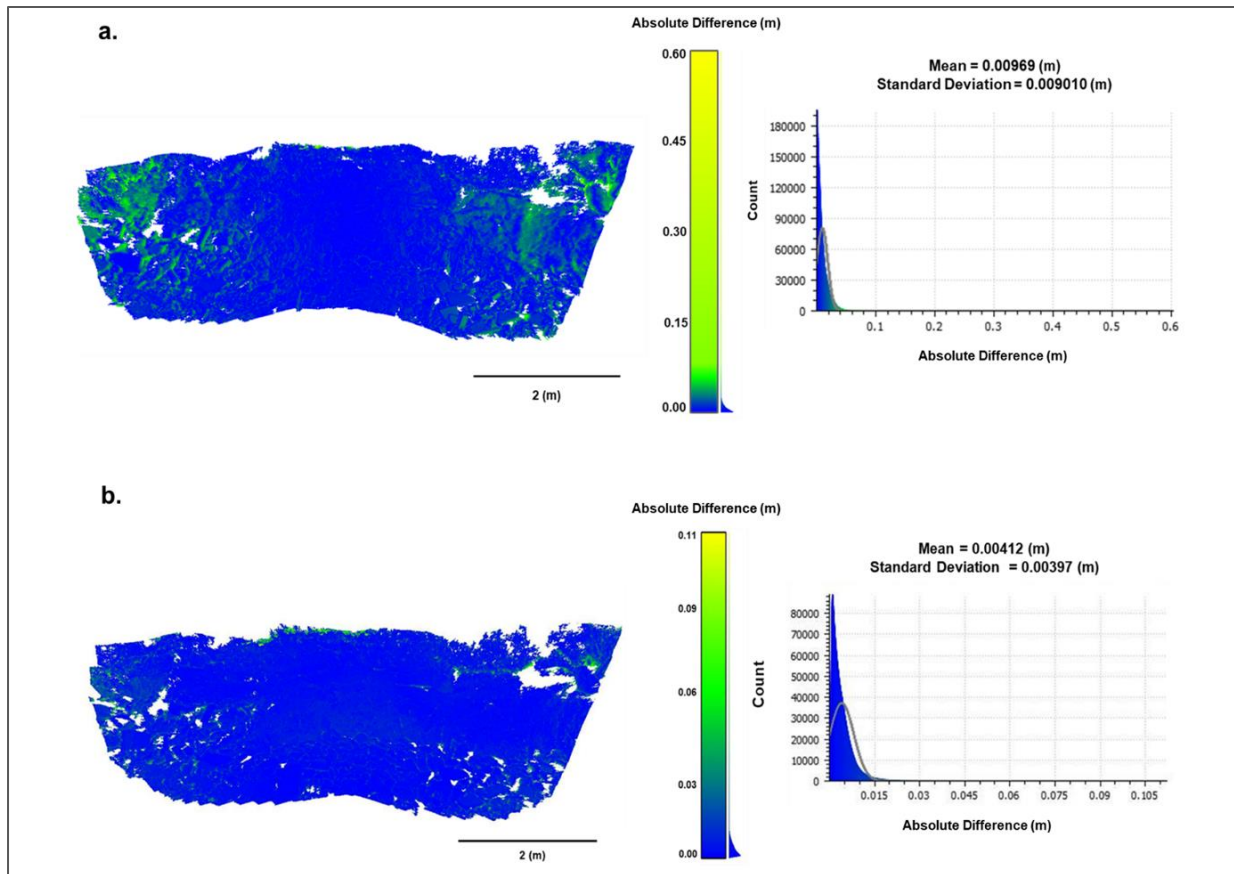 a.
Absolute Difference (m)
0.60
0.45
0.30
0.15
0.00
2 (m)
Mean = 0.00969 (m)
Standard Deviation = 0.009010 (m)
Count
180000
150000
120000
90000
60000
30000
0
0.1 0.2 0.3 0.4 0.5 0.6
Absolute Difference (m)
b.
Absolute Difference (m)
0.11
0.09
0.06
0.03
0.00
2 (m)
Mean = 0.00412 (m)
Standard Deviation = 0.00397 (m)
Count
80000
70000
60000
50000
40000
30000
20000
10000
0
0.015 0.03 0.045 0.06 0.075 0.09 0.105
Absolute Difference (m)